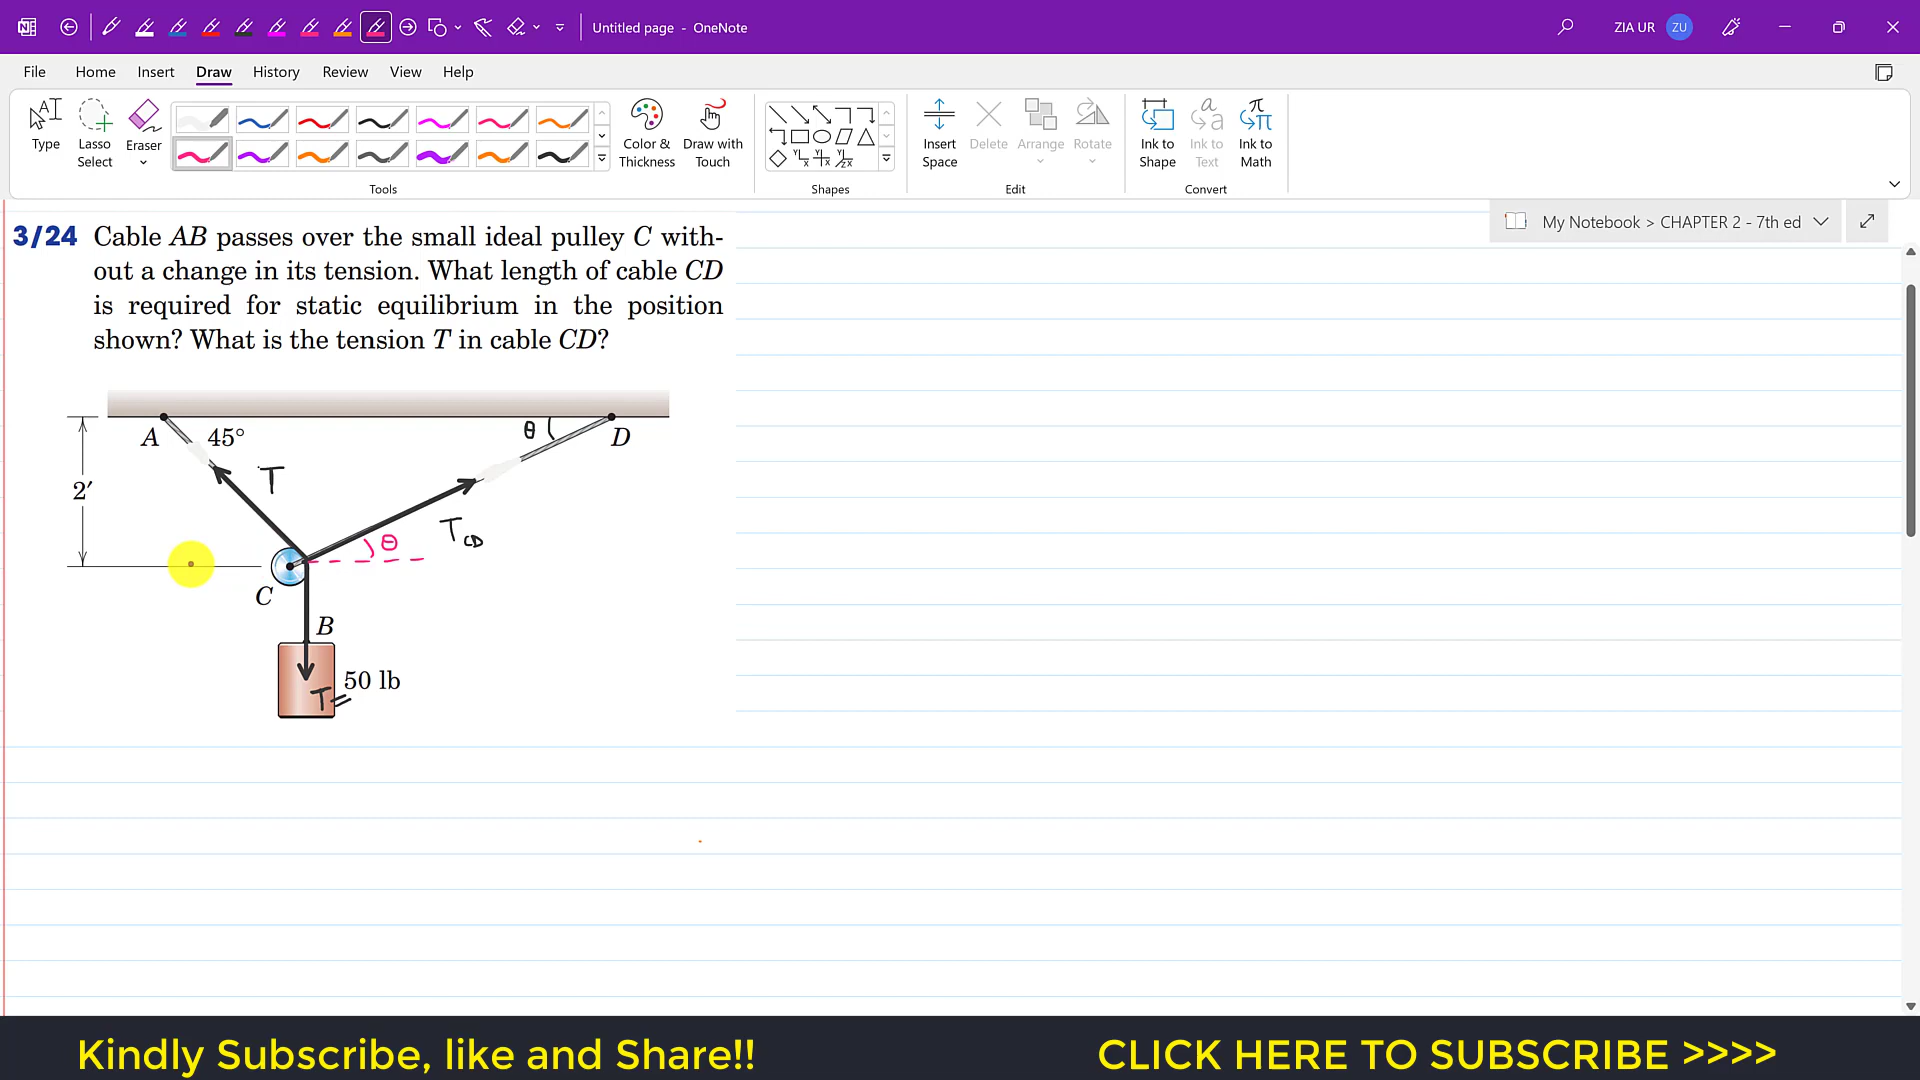 Untitled page - OneNote
ZIA UR ZU
File Home Insert Draw History Review View Help
Type
Lasso Select
Eraser
Color & Thickness
Draw with Touch
Insert Space
Delete
Arrange
Rotate
Ink to Shape
Ink to Text
Ink to Math
Tools
Shapes
Edit
Convert
My Notebook > CHAPTER 2 - 7th ed
3/24 Cable AB passes over the small ideal pulley C with-
out a change in its tension. What length of cable CD
is required for static equilibrium in the position
shown? What is the tension T in cable CD?
A 45° θ D
T
2′
T CD
θ
C
B
50 lb
T=
Kindly Subscribe, like and Share!!
CLICK HERE TO SUBSCRIBE >>>>